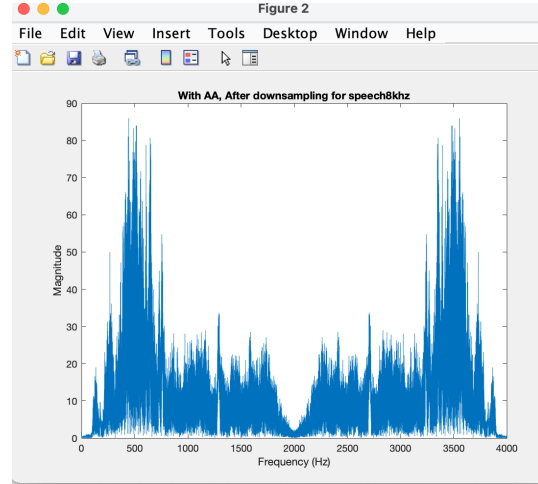 Figure 2
File Edit View Insert Tools Desktop Window Help
With AA, After downsampling for speech8khz
90
80
70
60
50
40
30
20
10
0
Magnitude
0 500 1000 1500 2000 2500 3000 3500 4000
Frequency (Hz)